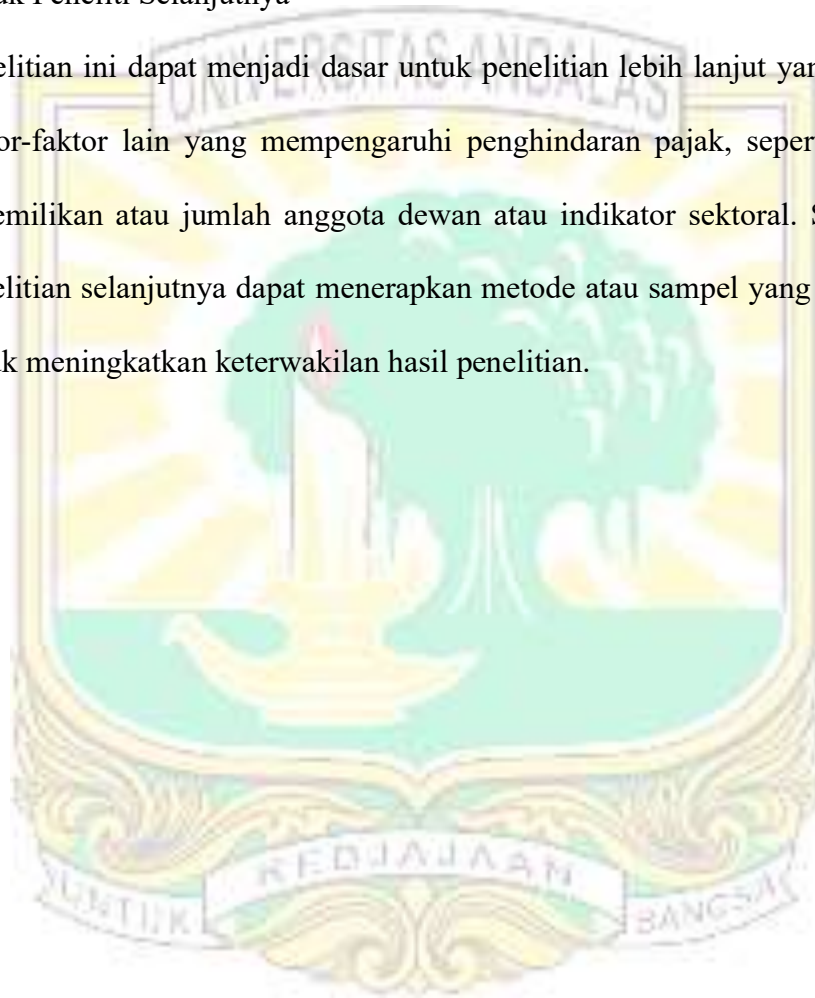 uk Peneliti Selanjutnya
UNIVERSITAS ANDALAS
elitian ini dapat menjadi dasar untuk penelitian lebih lanjut yan
or-faktor lain yang mempengaruhi penghindaran pajak, seper
emilikan atau jumlah anggota dewan atau indikator sektoral. S
elitian selanjutnya dapat menerapkan metode atau sampel yang
uk meningkatkan keterwakilan hasil penelitian.
UNTUK KEDJAJAAN BANGSA